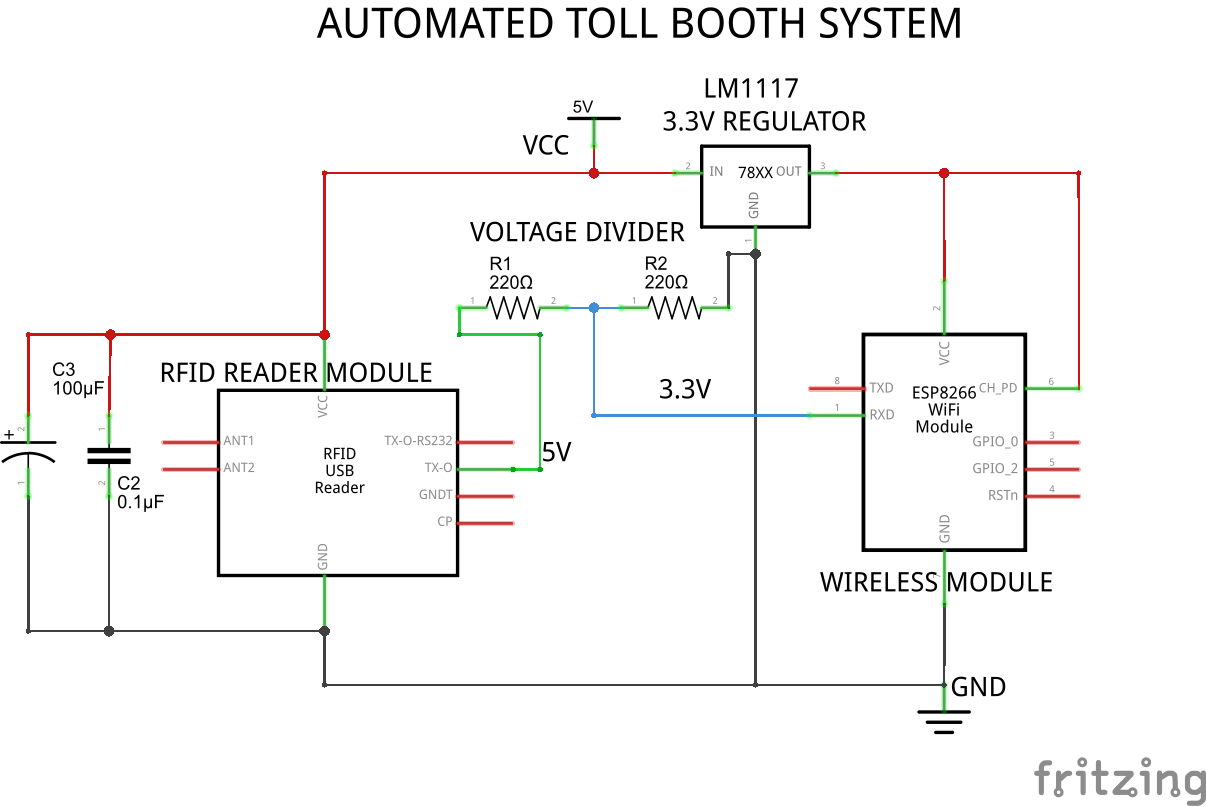 AUTOMATED TOLL BOOTH SYSTEM
LM1117
3.3V REGULATOR
5V
VCC
2
IN
78XX
OUT
3
GND
1
VOLTAGE DIVIDER
R1
220Ω
1
2
R2
220Ω
1
2
C3
100µF
2
+
1
1
2
C2
0.1µF
RFID READER MODULE
VCC
ANT1
ANT2
RFID
USB
Reader
TX-O-RS232
TX-O
GNDT
CP
GND
5V
3.3V
2
VCC
8
TXD
1
RXD
ESP8266
WiFi
Module
CH_PD
6
GPIO_0
3
GPIO_2
5
RSTn
4
GND
WIRELESS MODULE
GND
fritzing